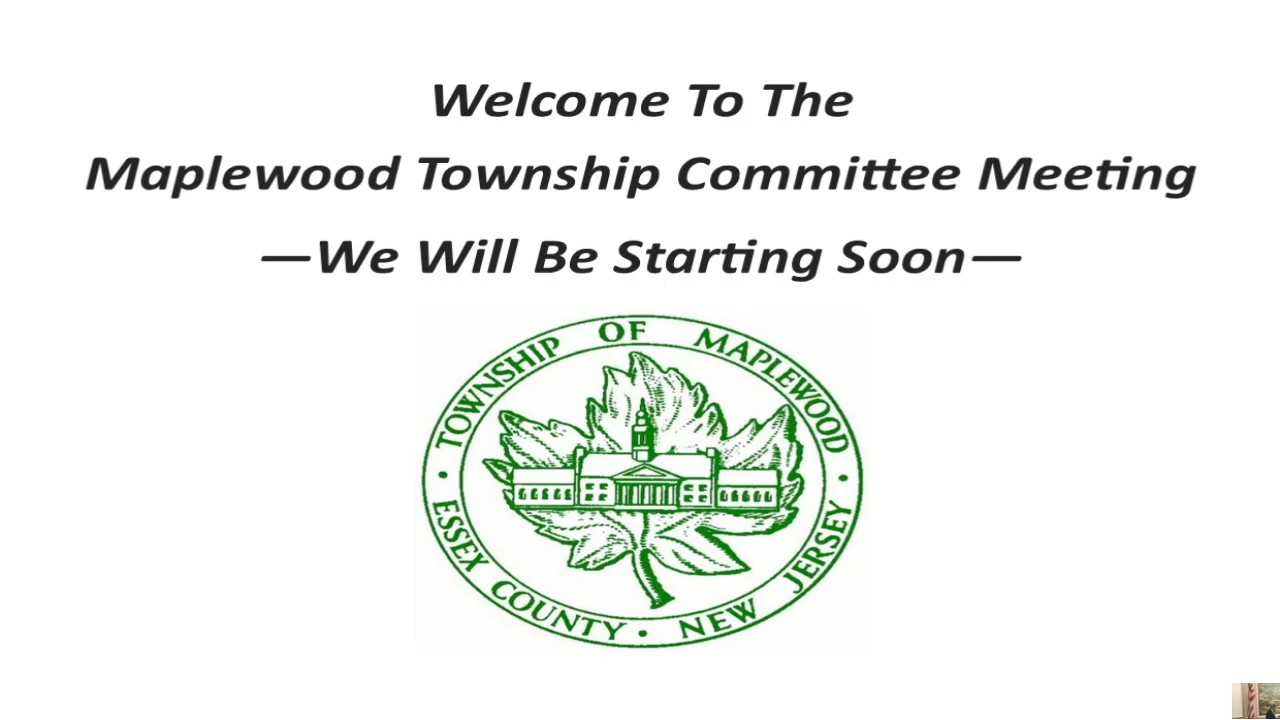 Welcome To The
Maplewood Township Committee Meeting
—We Will Be Starting Soon—
TOWNSHIP OF MAPLEWOOD
• ESSEX COUNTY • NEW JERSEY •